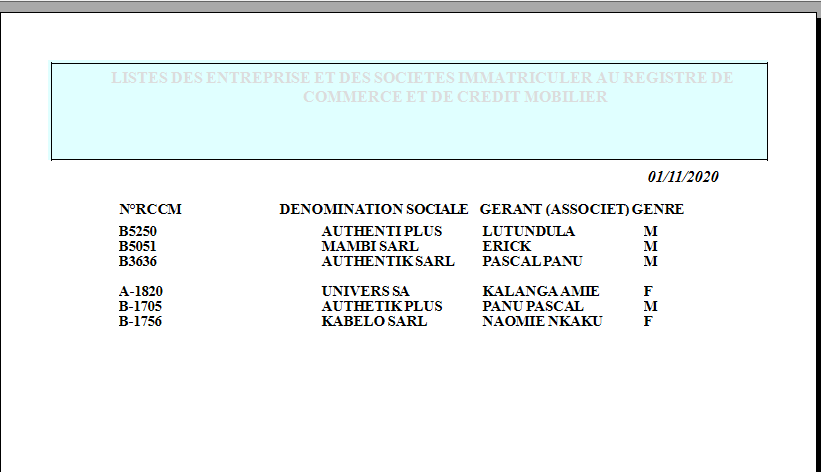 LISTES DES ENTREPRISE ET DES SOCIETES IMMATRICULER AU REGISTRE DE
COMMERCE ET DE CREDIT MOBILIER
01/11/2020
N°RCCM DENOMINATION SOCIALE GERANT (ASSOCIET) GENRE
B5250 AUTHENTI PLUS LUTUNDULA M
B5051 MAMBI SARL ERICK M
B3636 AUTHENTIK SARL PASCAL PANU M
A-1820 UNIVERS SA KALANGA AMIE F
B-1705 AUTHETIK PLUS PANU PASCAL M
B-1756 KABELO SARL NAOMIE NKAKU F